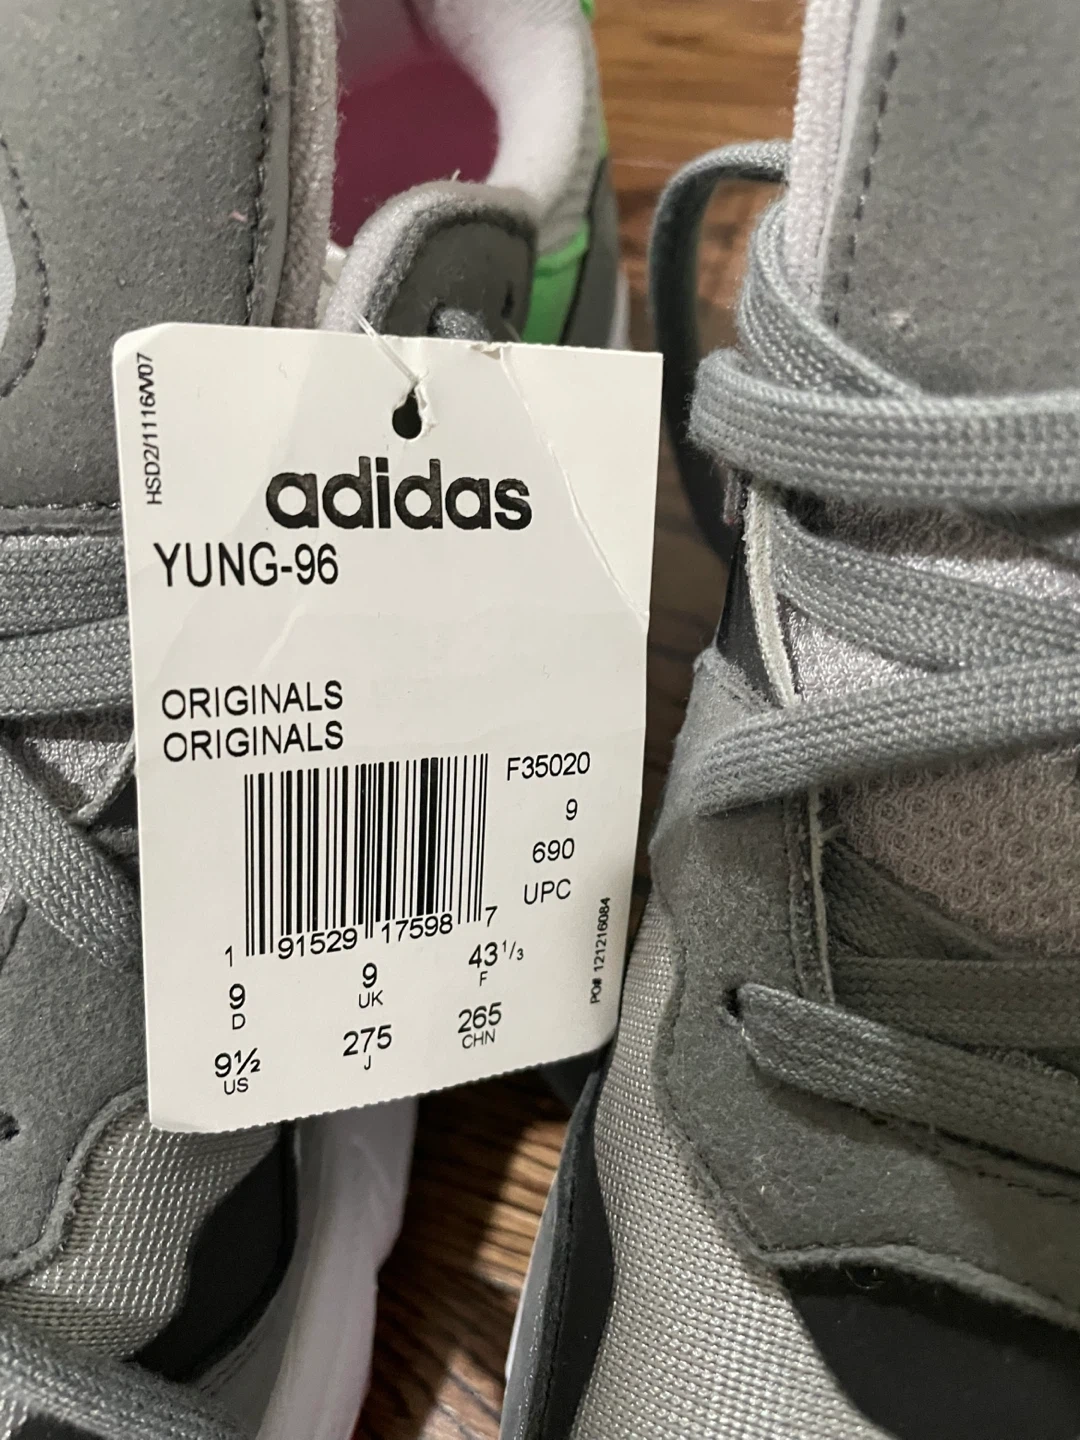 HSD2/1116/V07
adidas
YUNG-96
ORIGINALS
ORIGINALS
F35020
9
690
UPC
1 91529 17598 7
9 9 43 1/3
D UK F
9½ 275 265
US J CHN
PO# 121216084